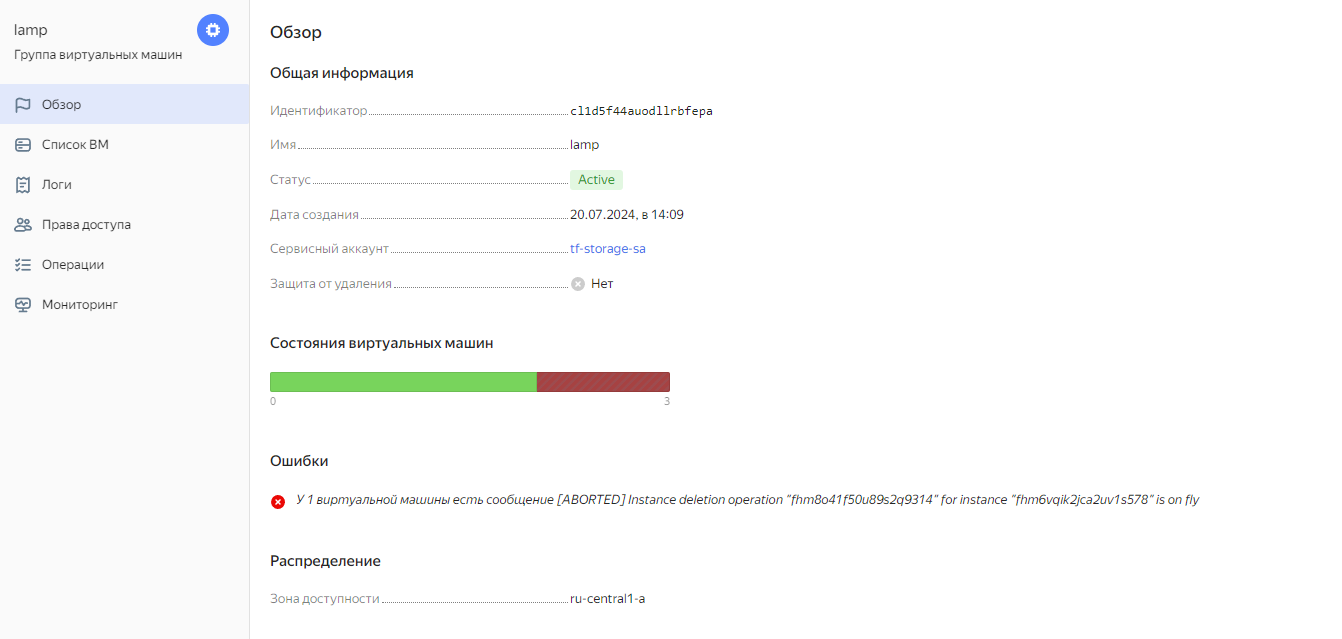 lamp
Группа виртуальных машин
Обзор
Список ВМ
Логи
Права доступа
Операции
Мониторинг
Обзор
Общая информация
Идентификатор cl1d5f44auodllrbfepa
Имя lamp
Статус Active
Дата создания 20.07.2024, в 14:09
Сервисный аккаунт tf-storage-sa
Защита от удаления Нет
Состояния виртуальных машин
0 3
Ошибки
У 1 виртуальной машины есть сообщение [ABORTED] Instance deletion operation "fhm8o41f50u89s2q9314" for instance "fhm6vqik2jca2uv1s578" is on fly
Распределение
Зона доступности ru-central1-a